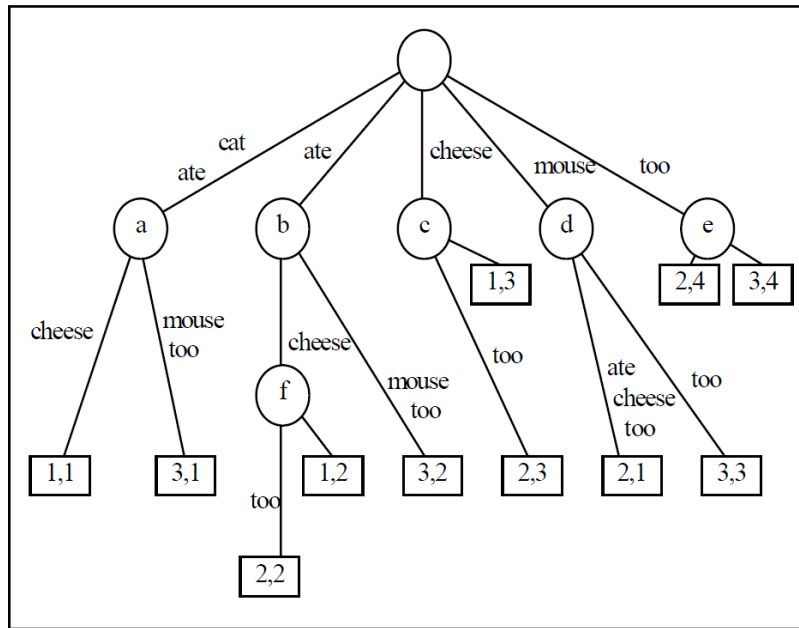 cat
ate
ate
cheese
mouse
too
a
b
c
d
e
1,3
2,4
3,4
cheese
mouse
too
cheese
mouse
too
too
ate
cheese
too
too
f
1,1
3,1
1,2
3,2
2,3
2,1
3,3
too
2,2